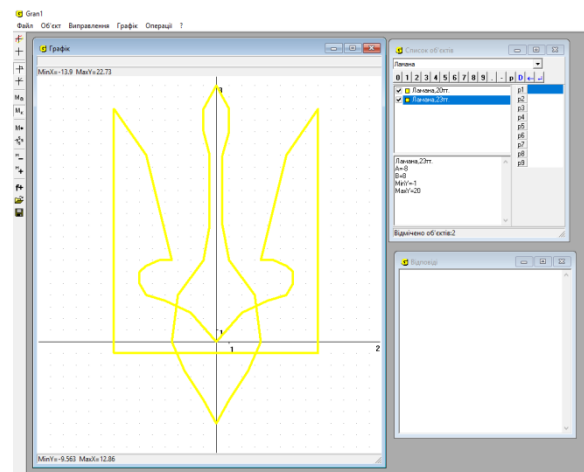 Gran1
Файл Об'єкт Виправлення Графік Операції ?
Графік
MinX=-13.9 MaxY=22.73
1
1
2
MinY=-9.563 MaxX=12.86
Список об'єктів
Ламана
0 1 2 3 4 5 6 7 8 9 . - p D
Ламана,20тт.
Ламана,23тт.
p1
p2
p3
p4
p5
p6
p7
p8
p9
Ламана,23тт.
A=-8
B=8
MinY=-1
MaxY=20
Відмічено об'єктів:2
Відповіді